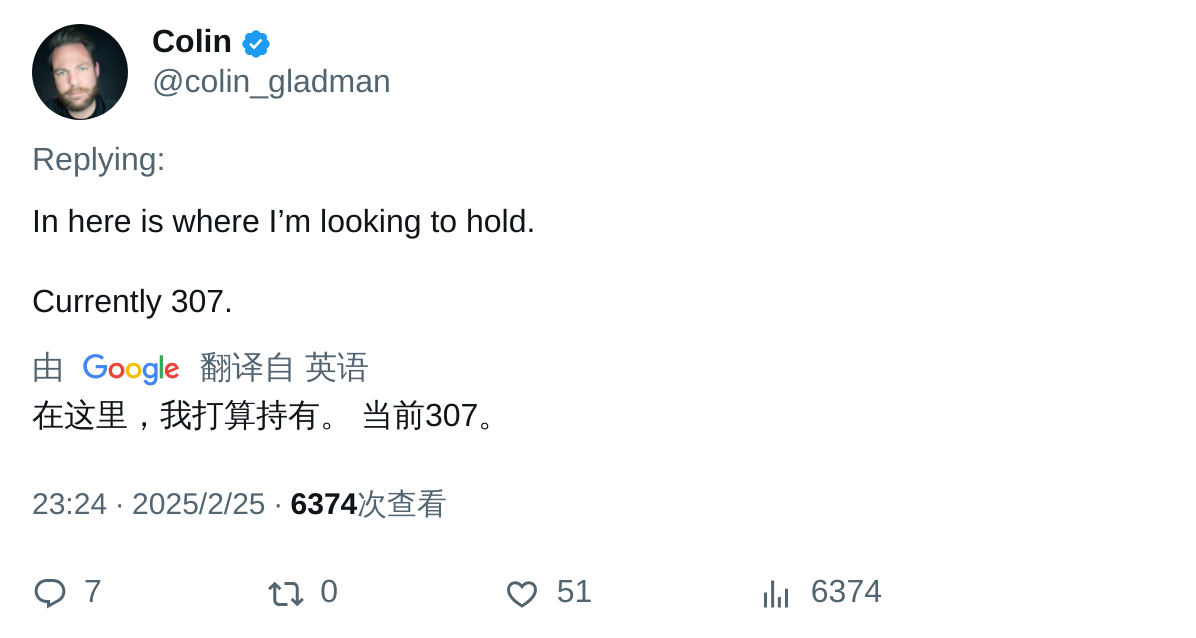 Colin
@colin_gladman
Replying:
In here is where I’m looking to hold.
Currently 307.
由 Google 翻译自 英语
在这里，我打算持有。 当前307。
23:24 · 2025/2/25 · 6374次查看
7 0 51 6374